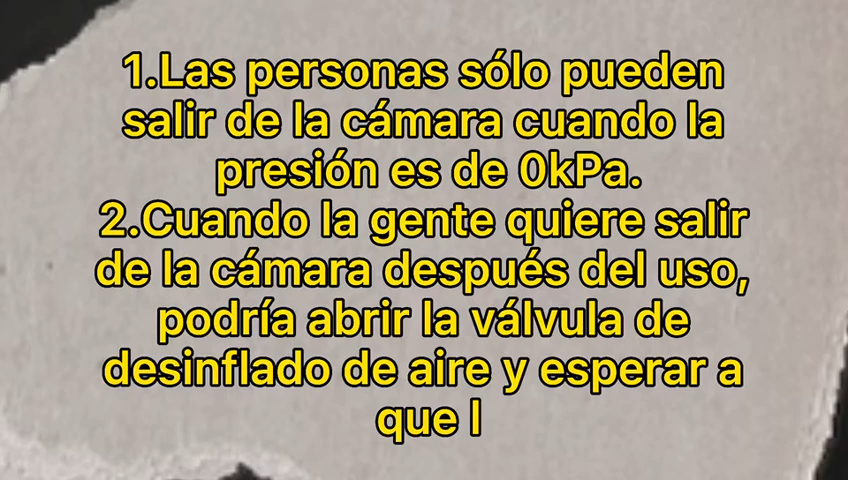 1.Las personas sólo pueden
salir de la cámara cuando la
presión es de 0kPa.
2.Cuando la gente quiere salir
de la cámara después del uso,
podría abrir la válvula de
desinflado de aire y esperar a
que l